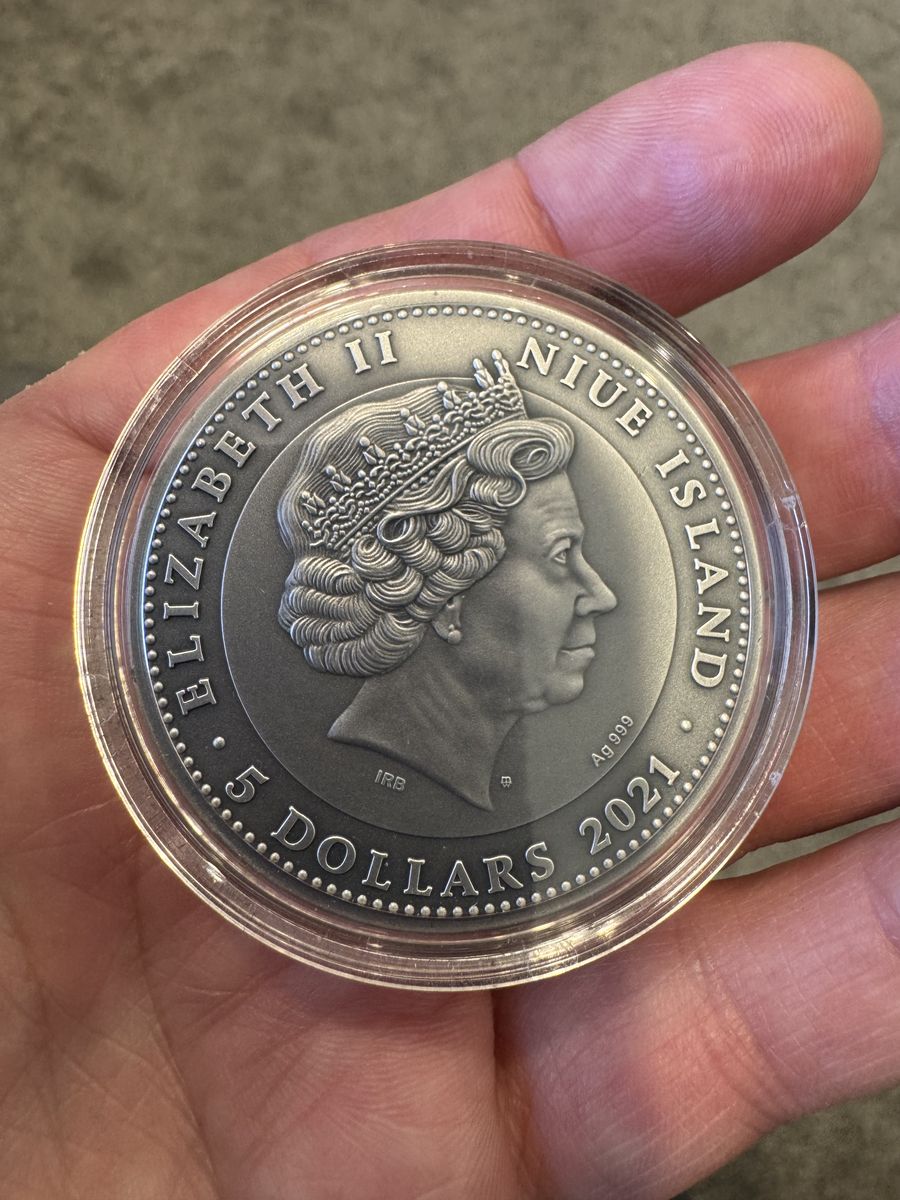 ELIZABETH II
NIUE ISLAND
· 5 DOLLARS 2021 ·
IRB
Ag 999